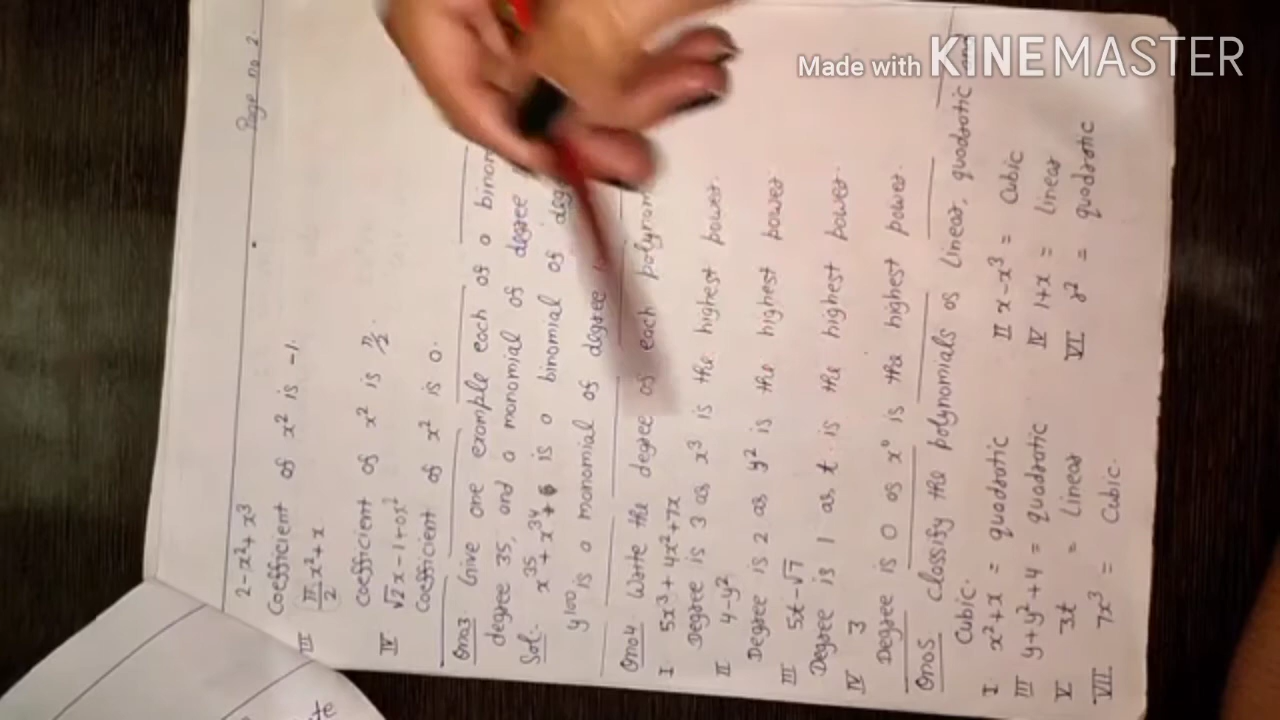 Made with KINEMASTER
Page no 2.
2-x²+x³
Coefficient of x² is -1.
III π/2 x²+x
Coefficient of x² is π/2.
IV √2x-1+0x²
Coefficient of x² is 0.
Qno3. Give one example each of a
degree 35, and a monomial of degree
Sol. x³⁵+x³⁴+6 is a binomial of
y¹⁰⁰ is a monomial of degree
Qno4. Write the degree of each
I 5x³+4x²+7x
Degree is 3 as x³ is the highest power.
II 4-y²
Degree is 2 as y² is the highest power
III 5t-√7
Degree is 1 as t is the highest power.
IV 3
Degree is 0 as x⁰ is the highest power.
Qno5 Classify the polynomials as linear, quadratic and
Cubic.
I. x²+x = quadratic II x-x³ = Cubic
III y+y²+4 = quadratic IV 1+x = linear
V 3t = linear VI r² = quadratic
VII. 7x³ = Cubic.